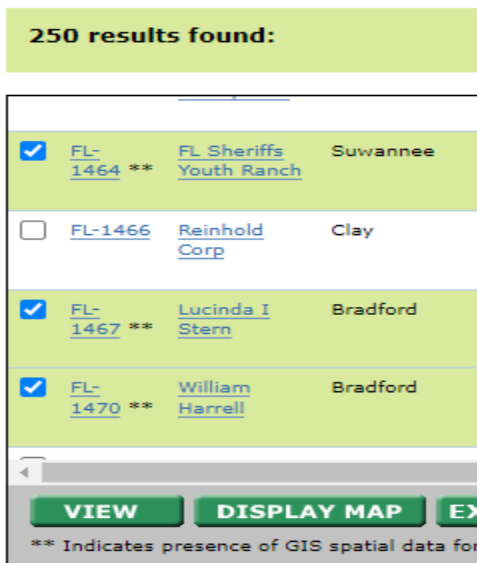 250 results found:
FL- FL Sheriffs Suwannee
1464 ** Youth Ranch
FL-1466 Reinhold Clay
Corp
FL- Lucinda I Bradford
1467 ** Stern
FL- William Bradford
1470 ** Harrell
VIEW DISPLAY MAP EX
** Indicates presence of GIS spatial data for